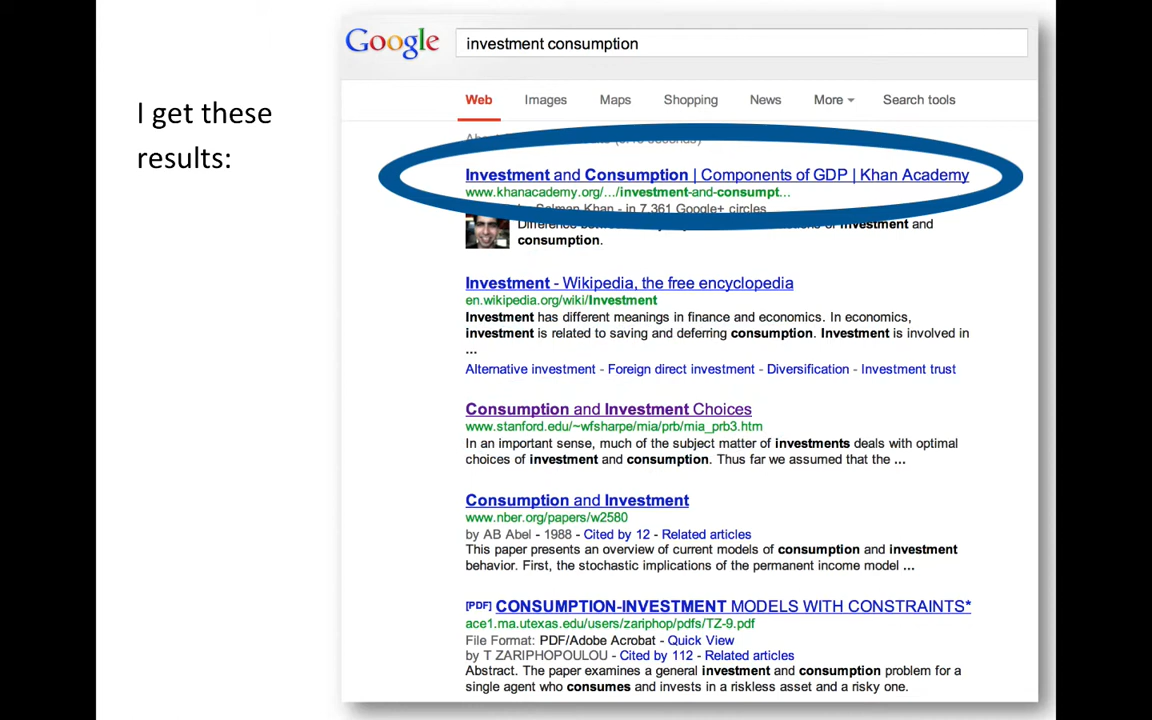 Google
investment consumption
Web Images Maps Shopping News More Search tools
I get these
results:
Investment and Consumption | Components of GDP | Khan Academy
www.khanacademy.org/.../investment-and-consumpt...
Salman Khan - in 7,361 Google+ circles
Investment and
consumption.
Investment - Wikipedia, the free encyclopedia
en.wikipedia.org/wiki/Investment
Investment has different meanings in finance and economics. In economics,
investment is related to saving and deferring consumption. Investment is involved in
...
Alternative investment - Foreign direct investment - Diversification - Investment trust
Consumption and Investment Choices
www.stanford.edu/~wfsharpe/mia/prb/mia_prb3.htm
In an important sense, much of the subject matter of investments deals with optimal
choices of investment and consumption. Thus far we assumed that the ...
Consumption and Investment
www.nber.org/papers/w2580
by AB Abel - 1988 - Cited by 12 - Related articles
This paper presents an overview of current models of consumption and investment
behavior. First, the stochastic implications of the permanent income model ...
[PDF] CONSUMPTION-INVESTMENT MODELS WITH CONSTRAINTS*
ace1.ma.utexas.edu/users/zariphop/pdfs/TZ-9.pdf
File Format: PDF/Adobe Acrobat - Quick View
by T ZARIPHOPOULOU - Cited by 112 - Related articles
Abstract. The paper examines a general investment and consumption problem for a
single agent who consumes and invests in a riskless asset and a risky one.